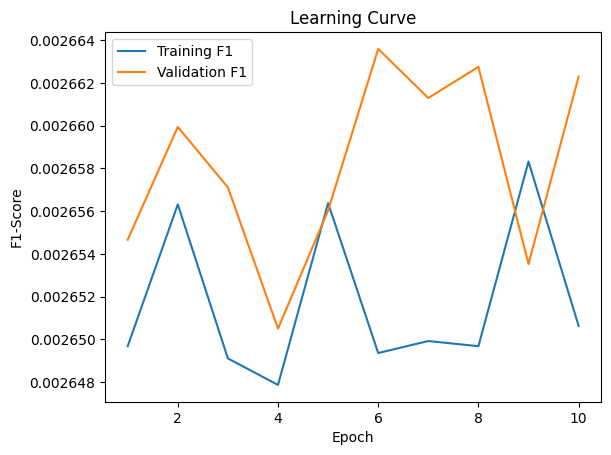 Learning Curve
Training F1
Validation F1
0.002664
0.002662
0.002660
0.002658
0.002656
0.002654
0.002652
0.002650
0.002648
F1-Score
2 4 6 8 10
Epoch